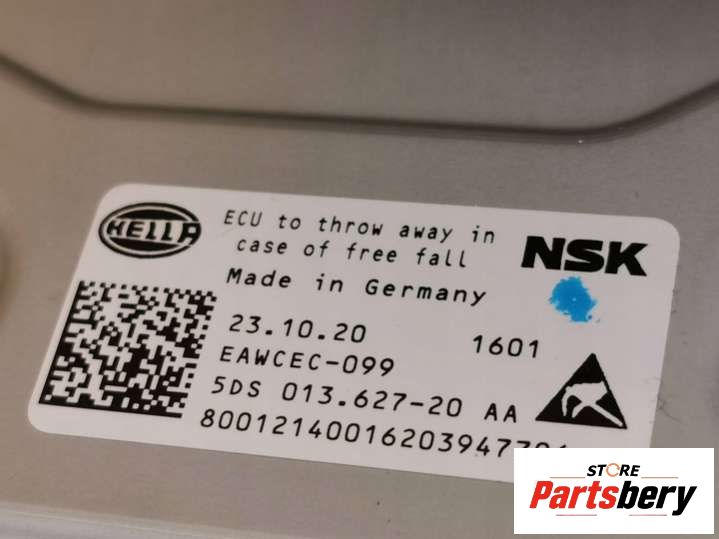 HELLA
ECU to throw away in
case of free fall
NSK
Made in Germany
23.10.20 1601
EAWCEC-099
5DS 013.627-20 AA
STORE
Partsbery